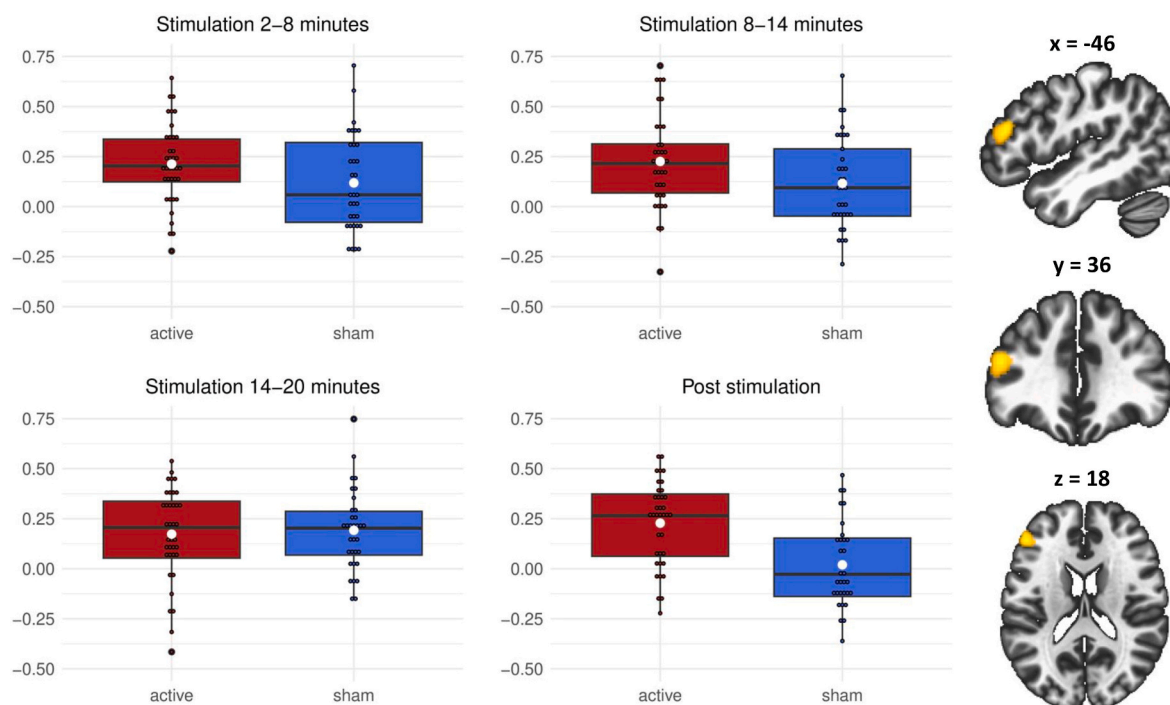 Stimulation 2–8 minutes
0.75
0.50
0.25
0.00
−0.25
−0.50
active sham
Stimulation 8–14 minutes
0.75
0.50
0.25
0.00
−0.25
−0.50
active sham
x = -46
y = 36
z = 18
Stimulation 14–20 minutes
0.75
0.50
0.25
0.00
−0.25
−0.50
active sham
Post stimulation
0.75
0.50
0.25
0.00
−0.25
−0.50
active sham